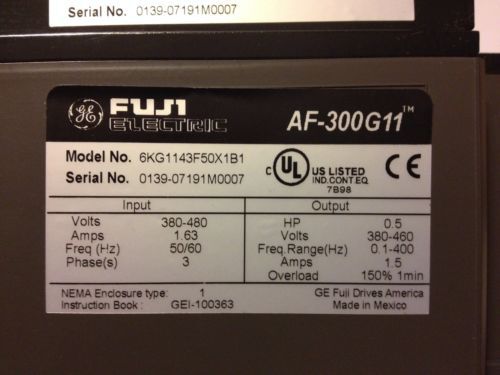 Serial No. 0139-07191M0007
GE FUJI ELECTRIC AF-300G11™
Model No. 6KG1143F50X1B1
Serial No. 0139-07191M0007
C UL US LISTED IND.CONT.EQ 7B98 CE
Input Output
Volts 380-480 HP 0.5
Amps 1.63 Volts 380-460
Freq (Hz) 50/60 Freq.Range(Hz) 0.1-400
Phase(s) 3 Amps 1.5
Overload 150% 1min
NEMA Enclosure type: 1 GE Fuji Drives America
Instruction Book : GEI-100363 Made in Mexico